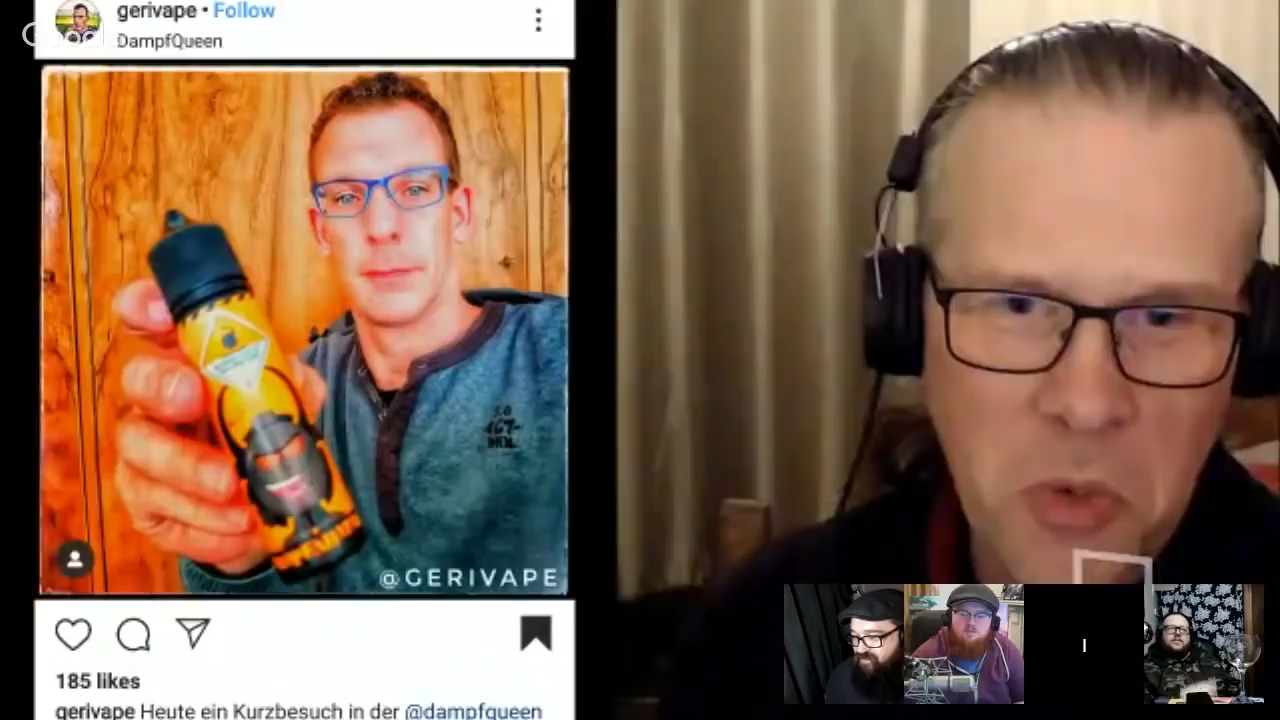 gerivape • Follow
DampfQueen
@GERIVAPE
185 likes
gerivape Heute ein Kurzbesuch in der @dampfqueen
I